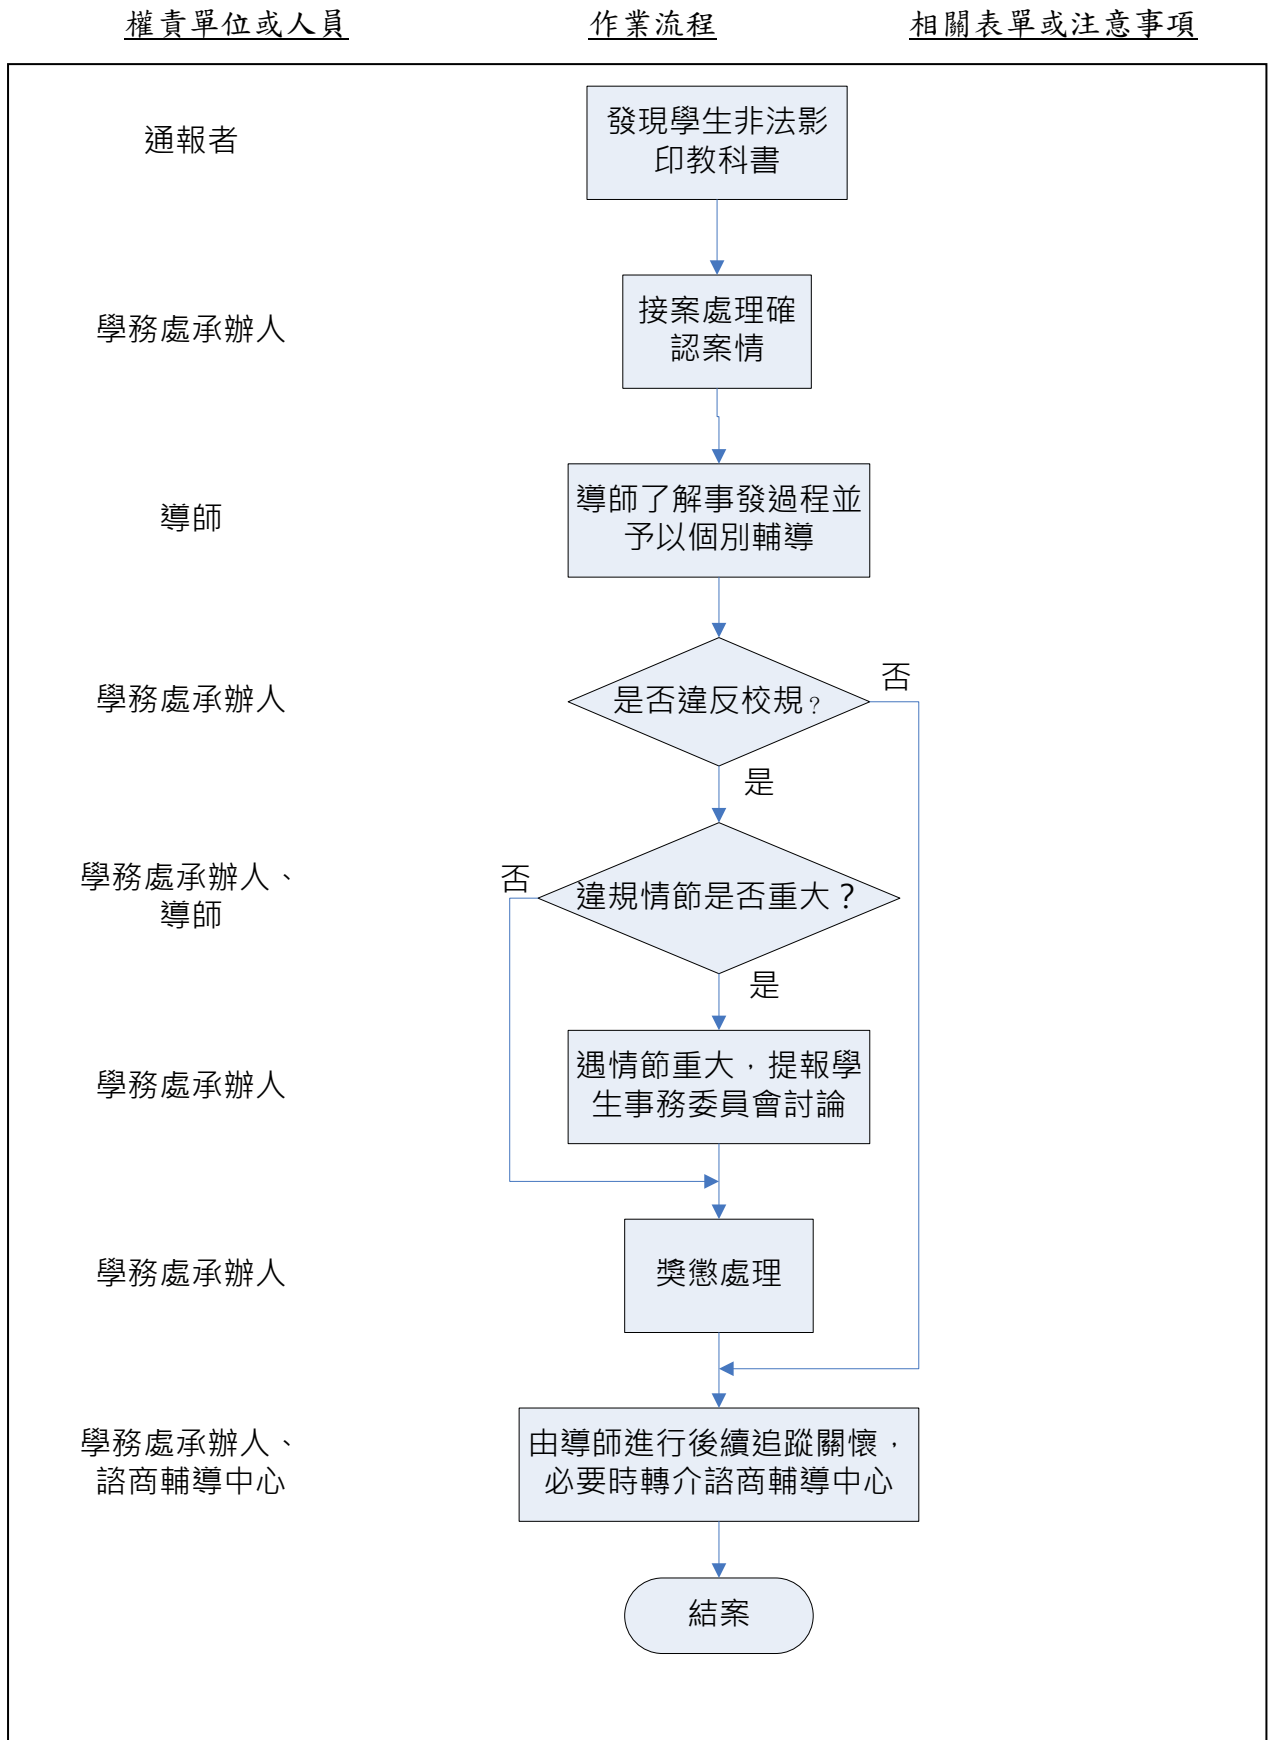 權責單位或人員 作業流程 相關表單或注意事項
通報者
發現學生非法影
印教科書
學務處承辦人
接案處理確
認案情
導師
導師了解事發過程並
予以個別輔導
學務處承辦人
是否違反校規?
否
是
學務處承辦人、
導師
否
違規情節是否重大?
是
學務處承辦人
遇情節重大,提報學
生事務委員會討論
學務處承辦人
獎懲處理
學務處承辦人、
諮商輔導中心
由導師進行後續追蹤關懷,
必要時轉介諮商輔導中心
結案